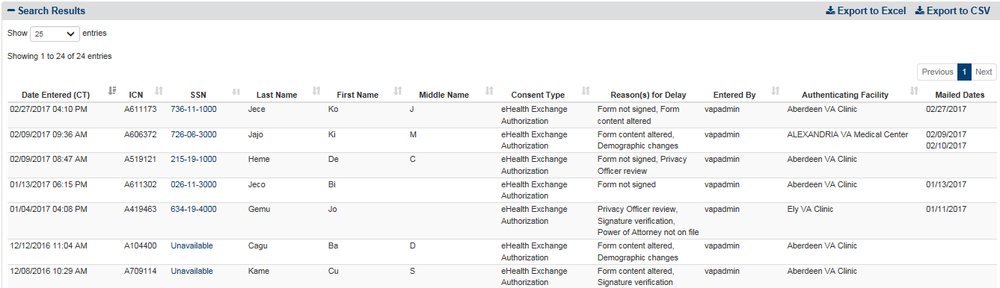 Search Results Export to Excel Export to CSV
Show 25 entries
Showing 1 to 24 of 24 entries
Previous 1 Next
Date Entered (CT) ICN SSN Last Name First Name Middle Name Consent Type Reason(s) for Delay Entered By Authenticating Facility Mailed Dates
02/27/2017 04:10 PM A611173 736-11-1000 Jece Ko J eHealth Exchange Form not signed, Form vapadmin Aberdeen VA Clinic 02/27/2017
Authorization content altered
02/09/2017 09:36 AM A606372 726-06-3000 Jajo Ki M eHealth Exchange Form content altered, vapadmin ALEXANDRIA VA Medical Center 02/09/2017
Authorization Demographic changes 02/10/2017
02/09/2017 08:47 AM A519121 215-19-1000 Heme De C eHealth Exchange Form not signed, Privacy vapadmin Aberdeen VA Clinic
Authorization Officer review
01/13/2017 06:15 PM A611302 026-11-3000 Jeco Bi eHealth Exchange Form not signed vapadmin Aberdeen VA Clinic 01/13/2017
Authorization
01/04/2017 04:08 PM A419463 634-19-4000 Gemu Jo eHealth Exchange Privacy Officer review, vapadmin Ely VA Clinic 01/11/2017
Authorization Signature verification,
Power of Attorney not on file
12/12/2016 11:04 AM A104400 Unavailable Cagu Ba D eHealth Exchange Form content altered, vapadmin Aberdeen VA Clinic
Authorization Demographic changes
12/08/2016 10:29 AM A709114 Unavailable Kame Cu S eHealth Exchange Form content altered, vapadmin Aberdeen VA Clinic
Authorization Signature verification